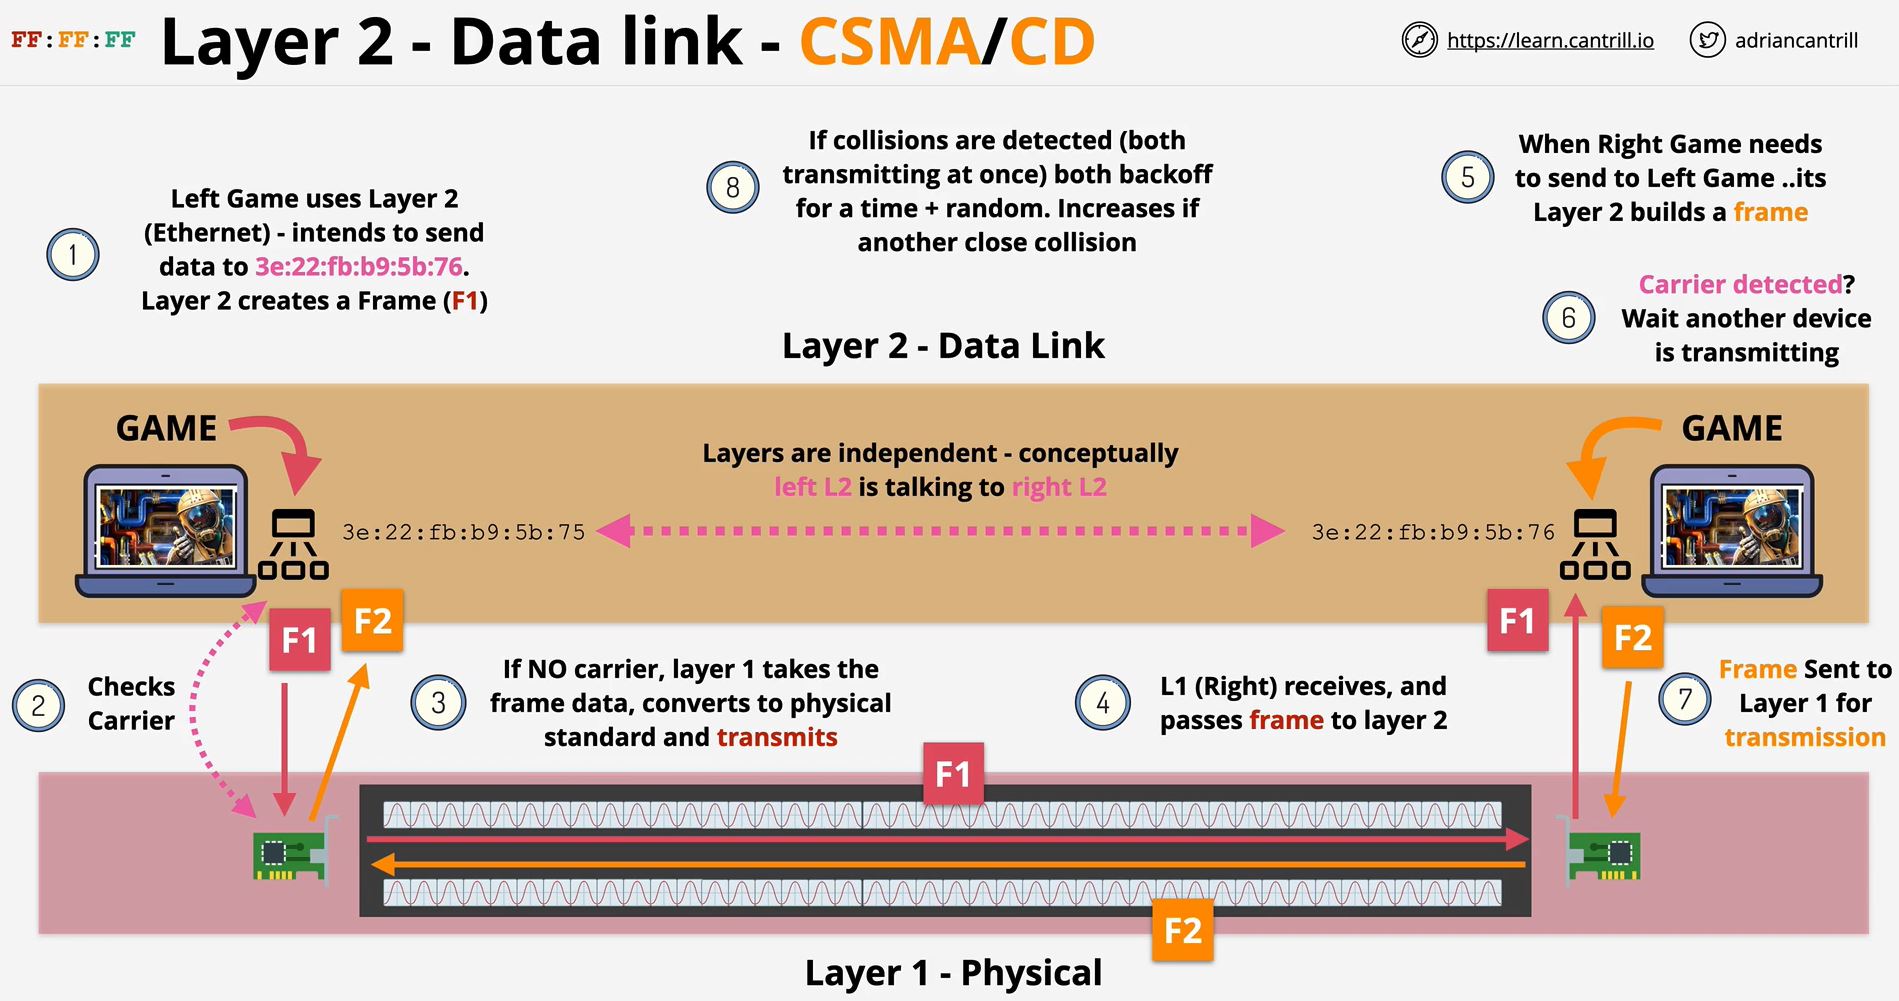 FF:FF:FF
Layer 2 - Data link - CSMA/CD
https://learn.cantrill.io
adriancantrill
1
Left Game uses Layer 2
(Ethernet) - intends to send
data to 3e:22:fb:b9:5b:76.
Layer 2 creates a Frame (F1)
8
If collisions are detected (both
transmitting at once) both backoff
for a time + random. Increases if
another close collision
5
When Right Game needs
to send to Left Game ..its
Layer 2 builds a frame
6
Carrier detected?
Wait another device
is transmitting
Layer 2 - Data Link
GAME
GAME
Layers are independent - conceptually
left L2 is talking to right L2
3e:22:fb:b9:5b:75
3e:22:fb:b9:5b:76
F1
F2
F1
F2
2
Checks
Carrier
3
If NO carrier, layer 1 takes the
frame data, converts to physical
standard and transmits
4
L1 (Right) receives, and
passes frame to layer 2
7
Frame Sent to
Layer 1 for
transmission
F1
F2
Layer 1 - Physical